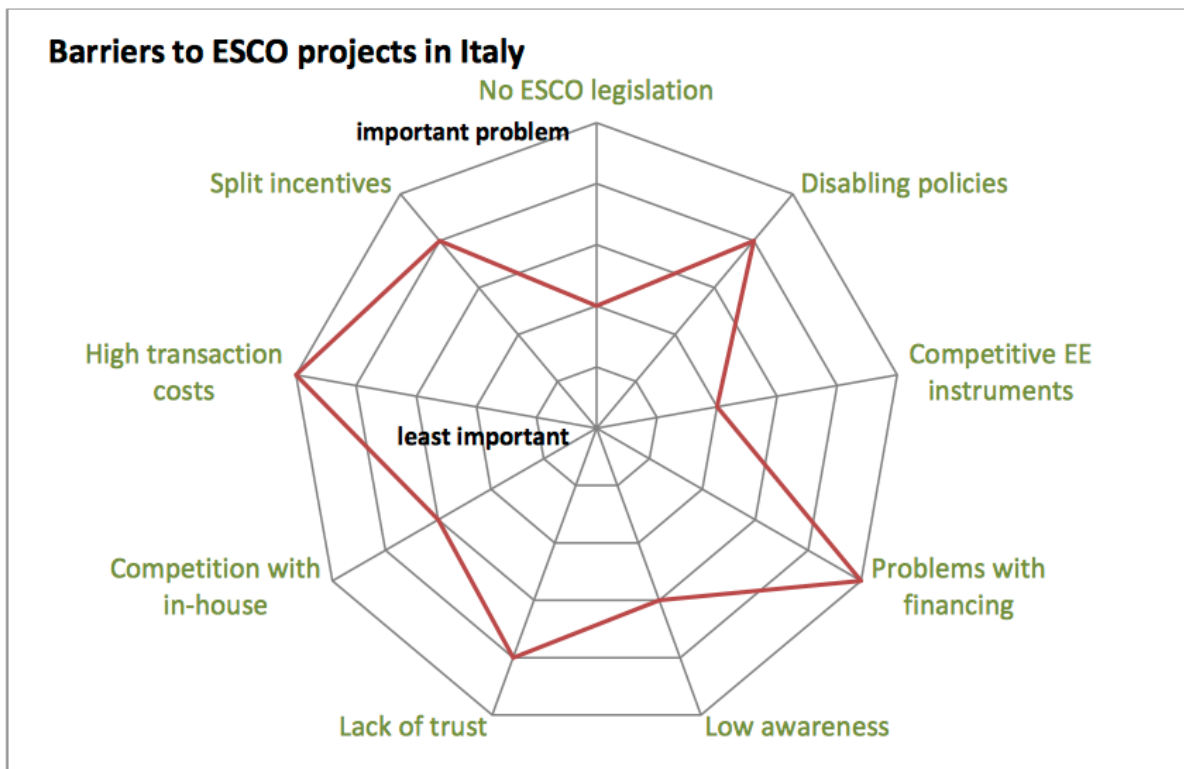 Barriers to ESCO projects in Italy
No ESCO legislation
important problem
Split incentives
Disabling policies
High transaction
costs
Competitive EE
instruments
least important
Competition with
in-house
Problems with
financing
Lack of trust
Low awareness